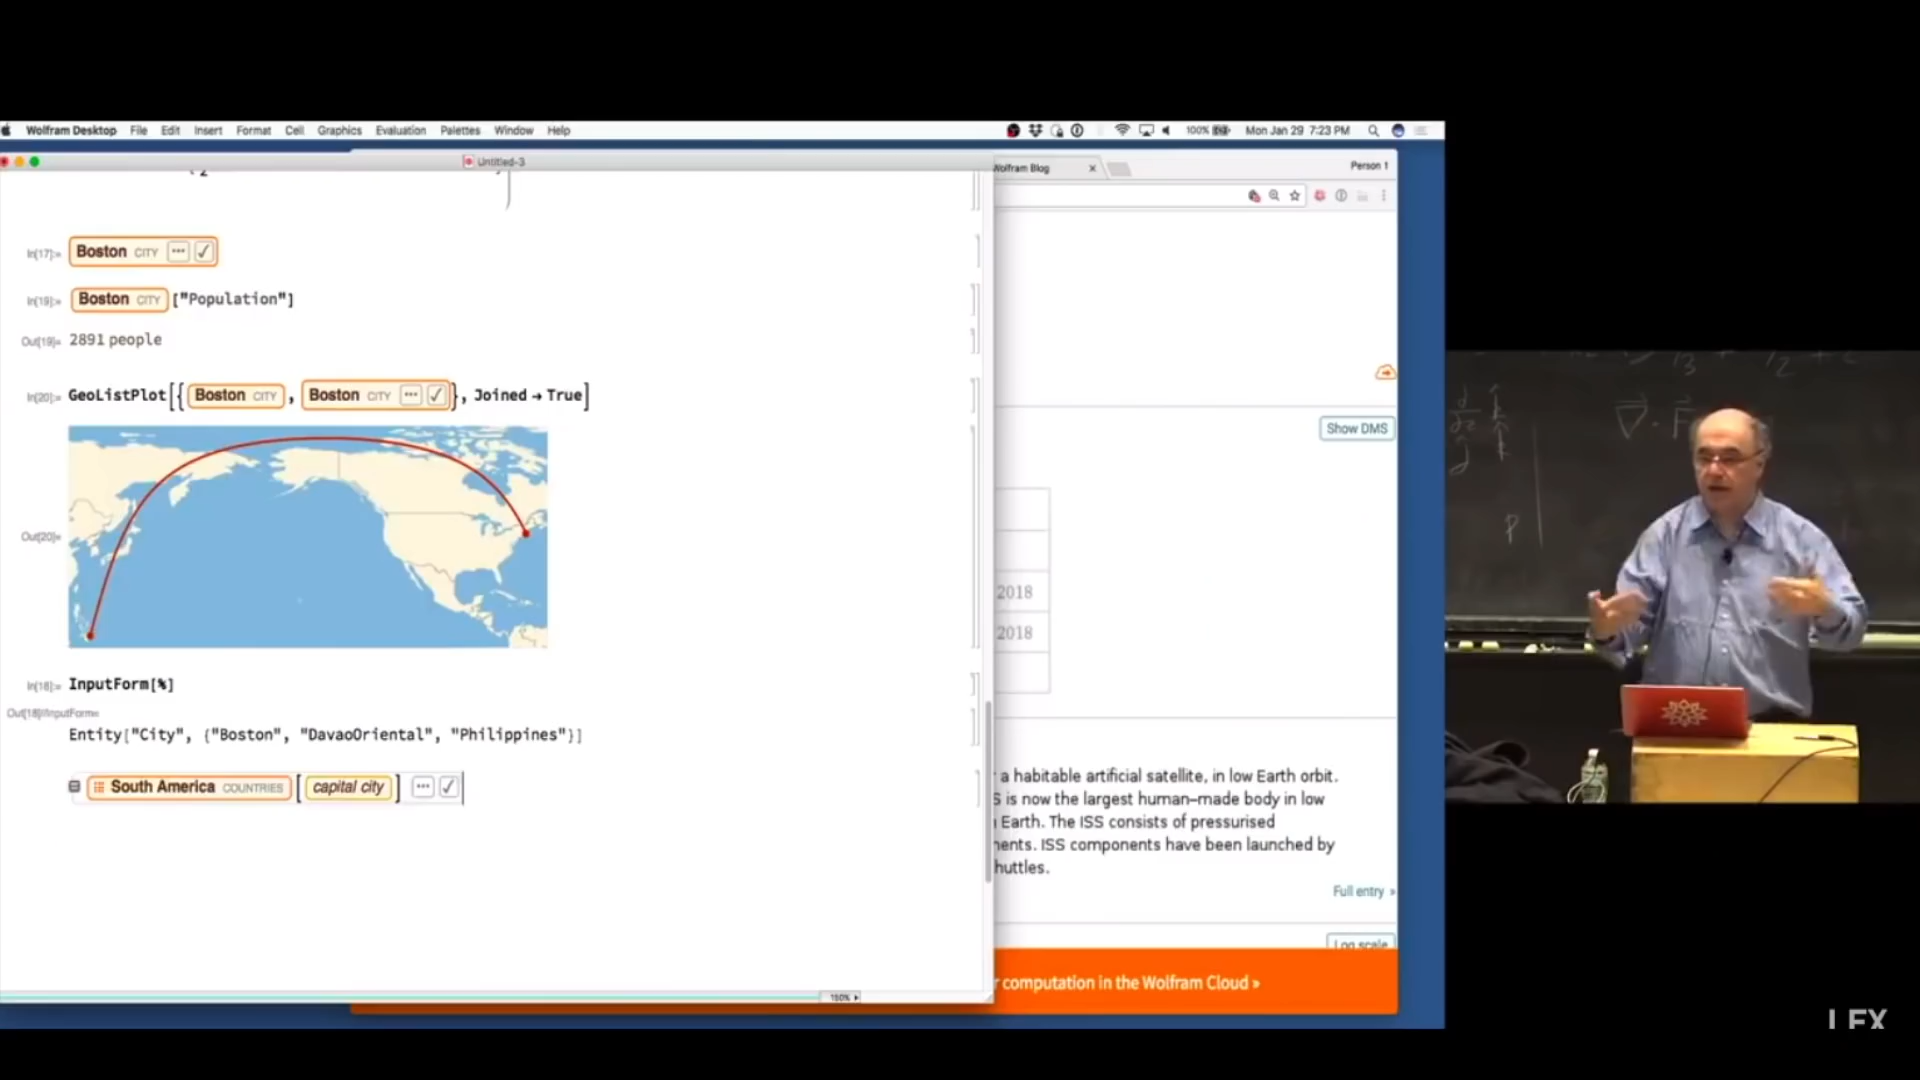 Wolfram Desktop File Edit Insert Format Cell Graphics Evaluation Palettes Window Help
100% Mon Jan 29 7:23 PM
Untitled-3
Wolfram Blog
Person 1
In[17]:= Boston CITY
In[19]:= Boston CITY ["Population"]
Out[19]= 2891 people
In[20]:= GeoListPlot[{Boston CITY, Boston CITY}, Joined → True]
Show DMS
Out[20]=
2018
2018
In[18]:= InputForm[%]
Out[18]//InputForm=
Entity["City", {"Boston", "DavaoOriental", "Philippines"}]
South America COUNTRIES [capital city]
a habitable artificial satellite, in low Earth orbit.
S is now the largest human-made body in low
Earth. The ISS consists of pressurised
nents. ISS components have been launched by
huttles.
Full entry »
Log scale
r computation in the Wolfram Cloud »
150%
LEX